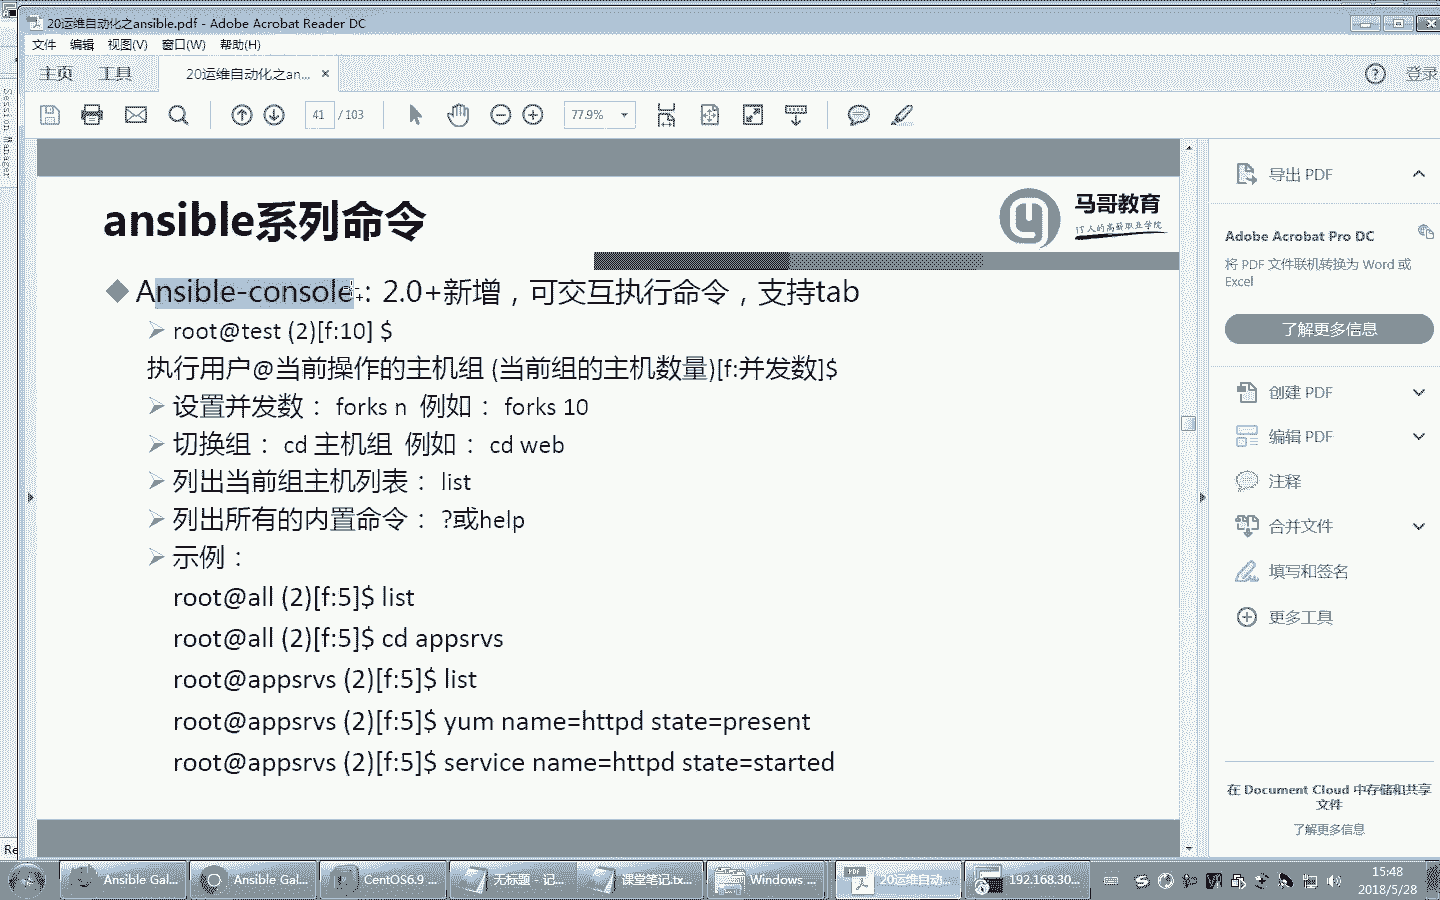 20运维自动化之ansible.pdf - Adobe Acrobat Reader DC
文件 编辑 视图(V) 窗口(W) 帮助(H)
主页 工具 20运维自动化之an... × 登录
41 / 103 77.9%
Session Manager
ansible系列命令
马哥教育
IT人的高薪职业学院
Ansible-console : 2.0+新增，可交互执行命令，支持tab
root@test (2)[f:10] $
执行用户@当前操作的主机组 (当前组的主机数量)[f:并发数]$
设置并发数： forks n 例如： forks 10
切换组： cd 主机组 例如： cd web
列出当前组主机列表： list
列出所有的内置命令： ?或help
示例：
root@all (2)[f:5]$ list
root@all (2)[f:5]$ cd appsrvs
root@appsrvs (2)[f:5]$ list
root@appsrvs (2)[f:5]$ yum name=httpd state=present
root@appsrvs (2)[f:5]$ service name=httpd state=started
导出 PDF
Adobe Acrobat Pro DC
将 PDF 文件联机转换为 Word 或
Excel
了解更多信息
创建 PDF
编辑 PDF
注释
合并文件
填写和签名
更多工具
在 Document Cloud 中存储和共享
文件
了解更多信息
Re
Ansible Gal... Ansible Gal... CentOS6.9 ... 无标题 - 记... 课堂笔记.tx... Windows ... 20运维自动... 192.168.30...
15:48
2018/5/28